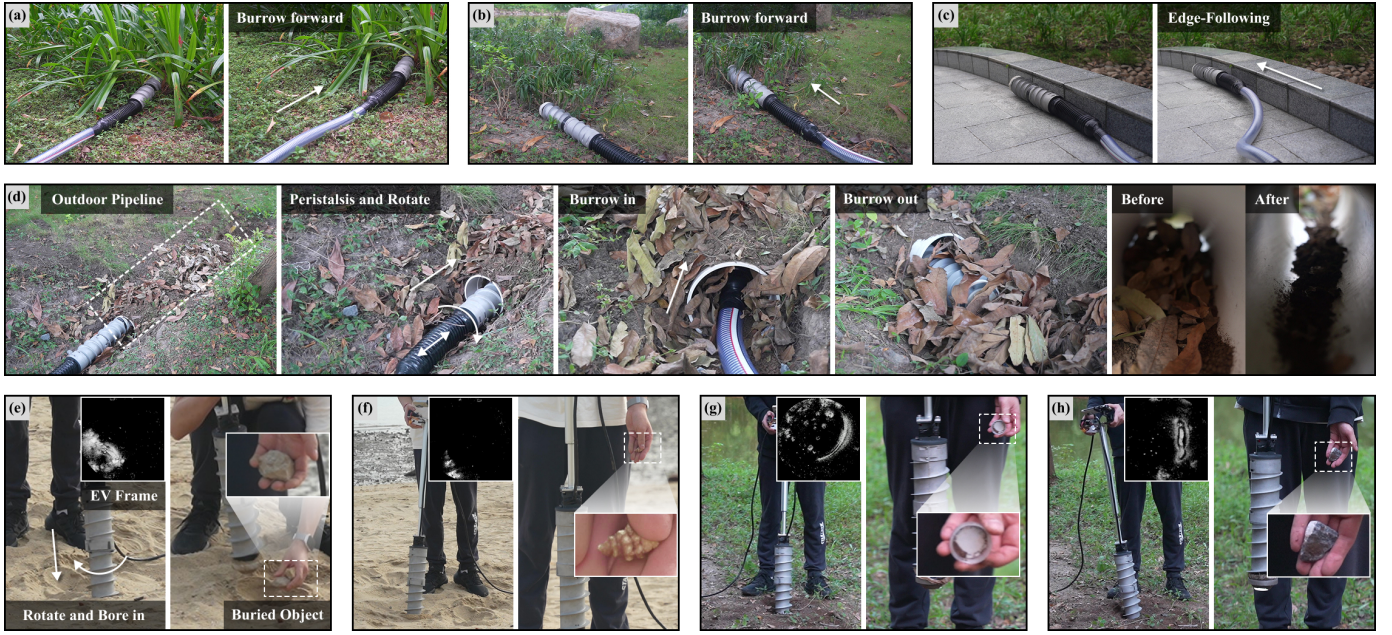 (a)
Burrow forward
(b)
Burrow forward
(c)
Edge-Following
(d)
Outdoor Pipeline
Peristalsis and Rotate
Burrow in
Burrow out
Before
After
(e)
EV Frame
Rotate and Bore in
Buried Object
(f)
(g)
(h)